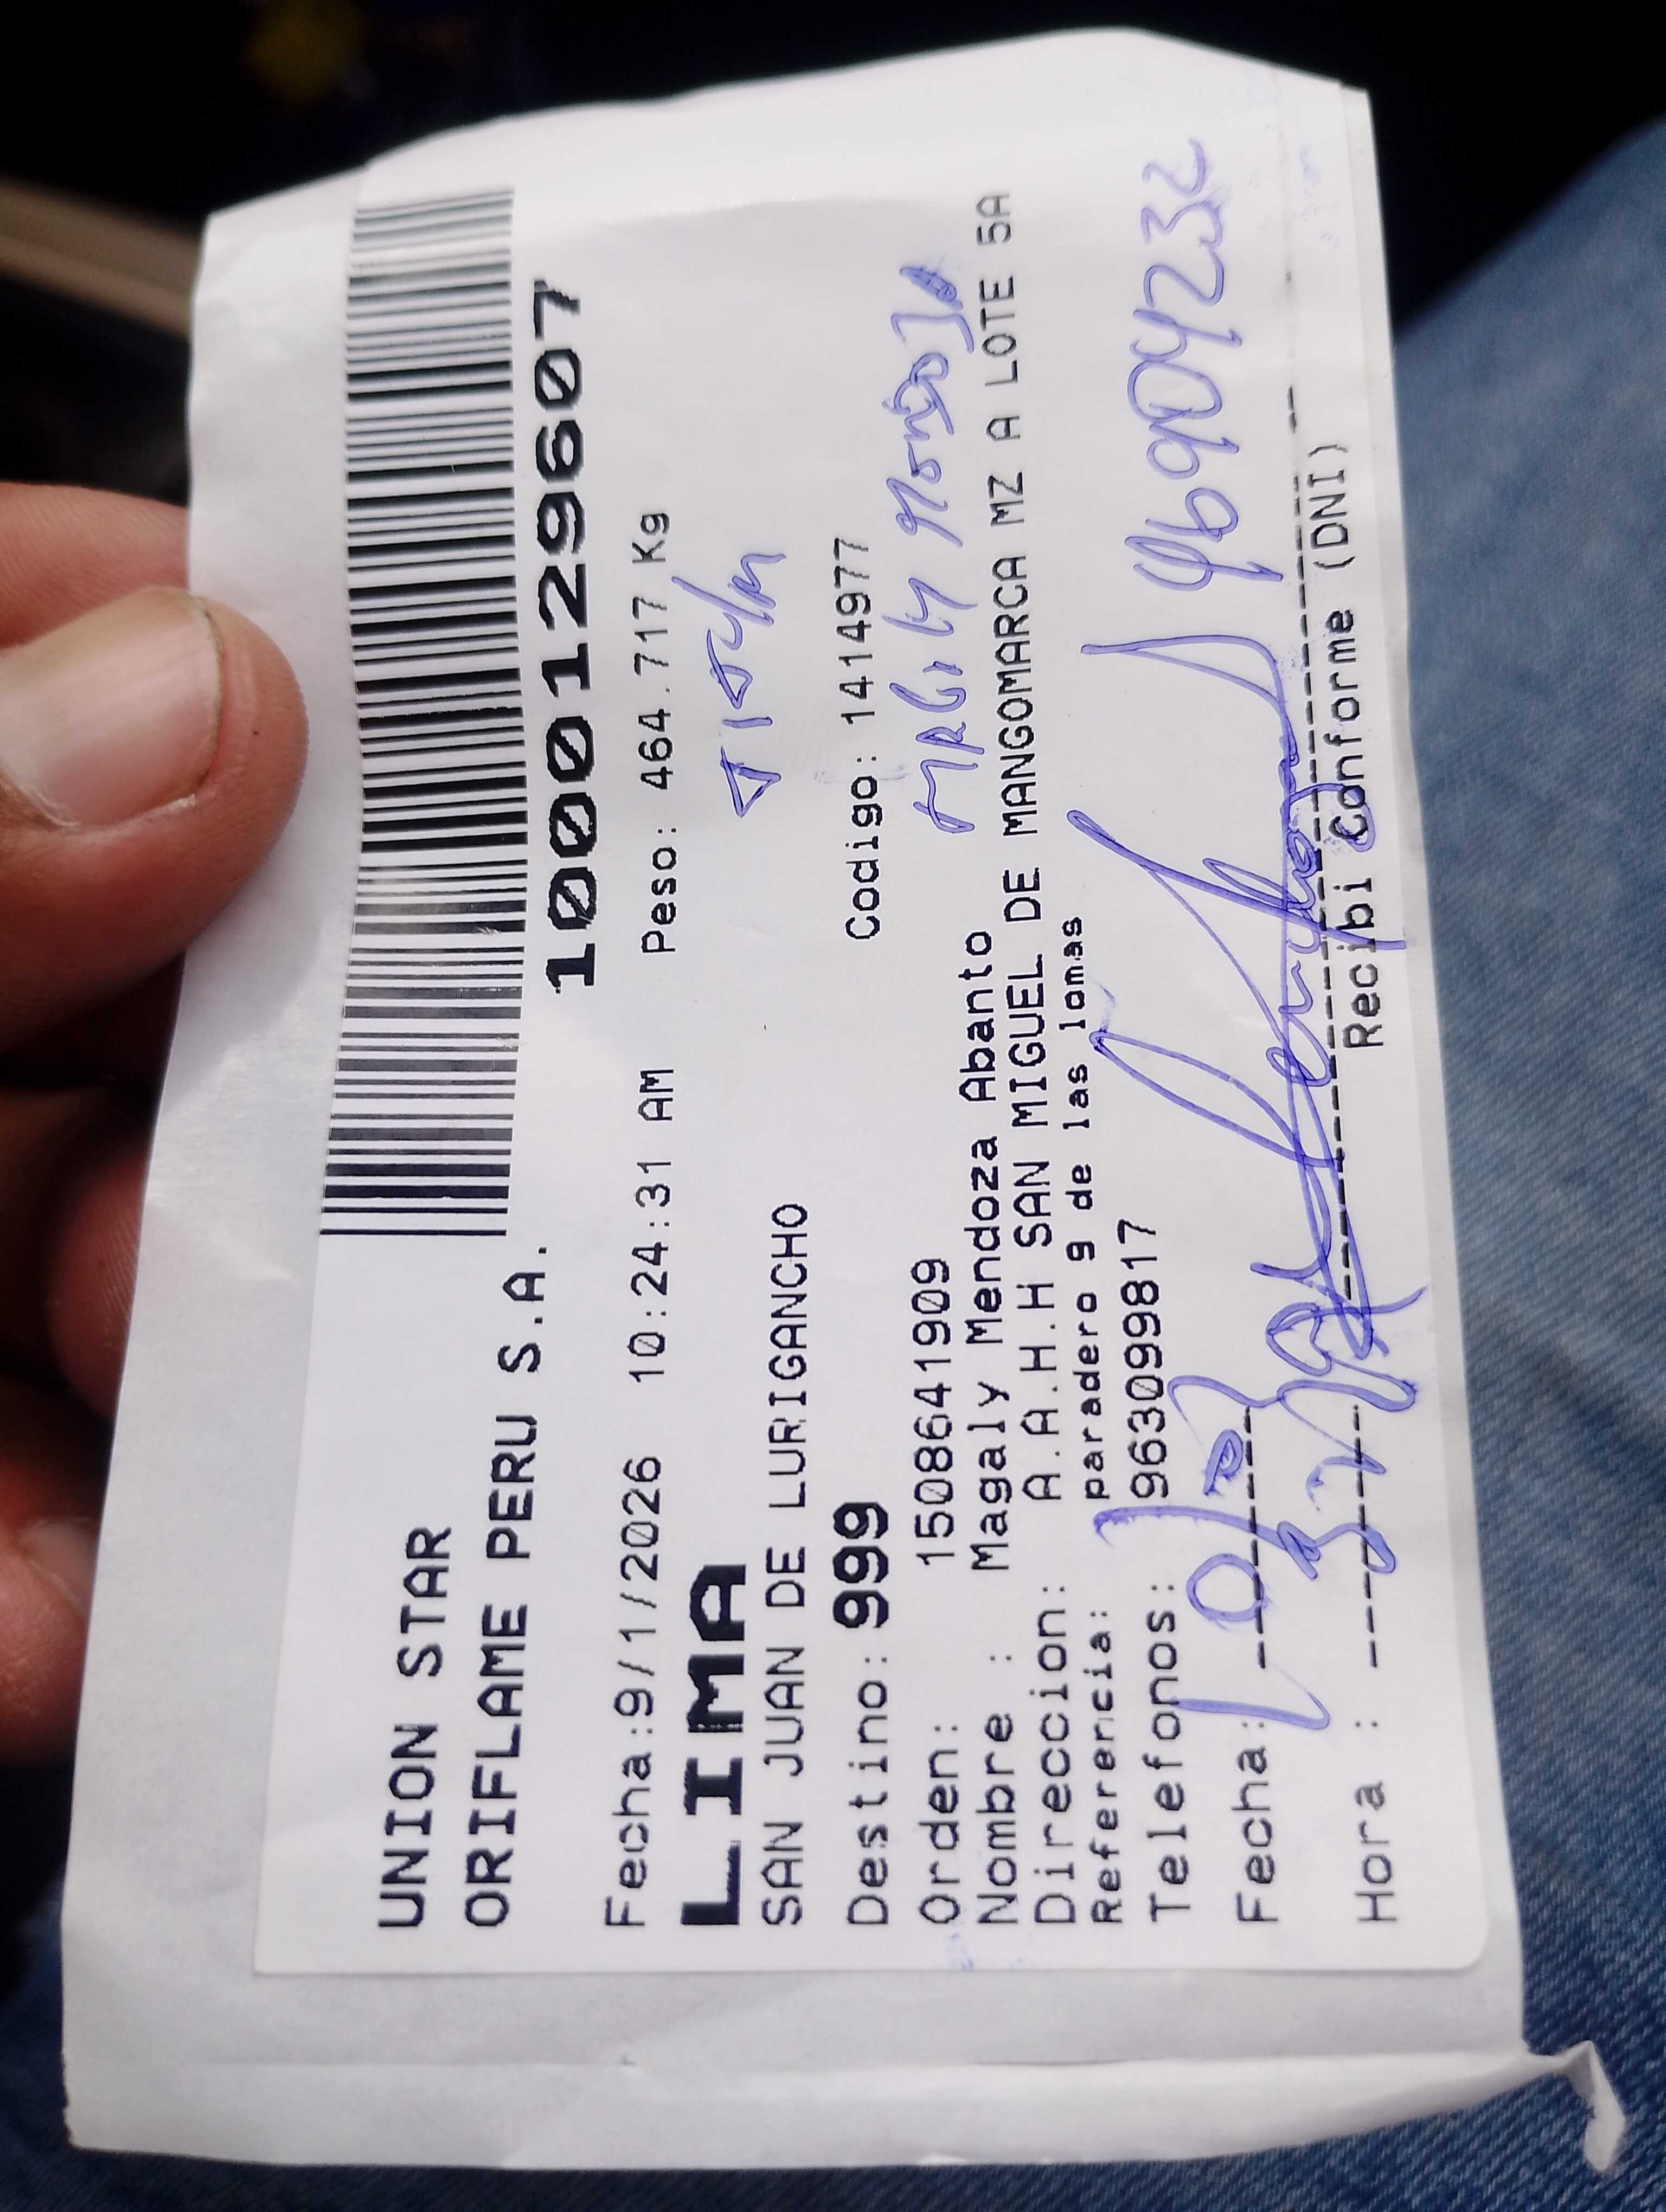 UNION STAR
ORIFLAME PERU S.A.
10001129607
Fecha:9/1/2026 10:24:31 AM Peso: 464.717 Kg
LIMA
SAN JUAN DE LURIGANCHO
Destino: 999 Codigo: 1414977
Orden: 1508641909
Nombre : Magaly Mendoza Abanto
Direccion: A.A.H.H SAN MIGUEL DE MANGOMARCA MZ A LOTE 5A
Referencia: paradero 9 de las lomas
Telefonos: 963099817
Fecha:
Hora :
Recibi Conforme (DNI)